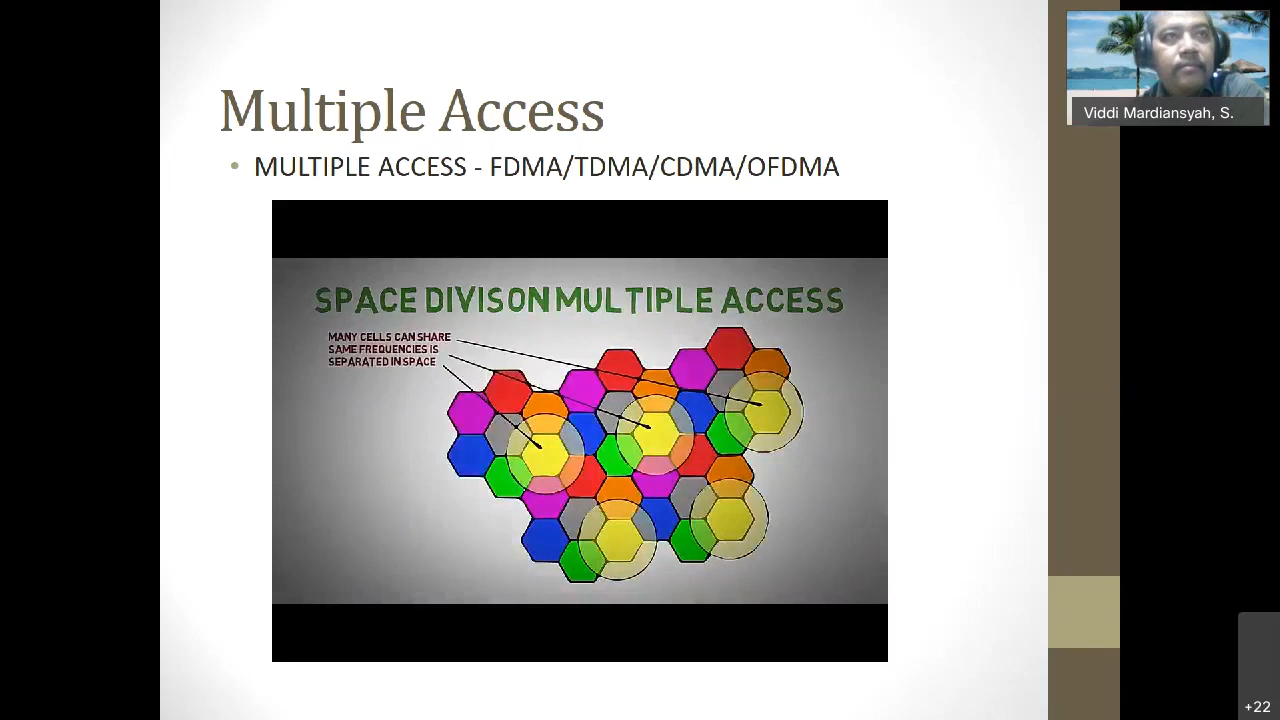 Multiple Access
• MULTIPLE ACCESS - FDMA/TDMA/CDMA/OFDMA
SPACE DIVISON MULTIPLE ACCESS
MANY CELLS CAN SHARE
SAME FREQUENCIES IS
SEPARATED IN SPACE
Viddi Mardiansyah, S.
+22